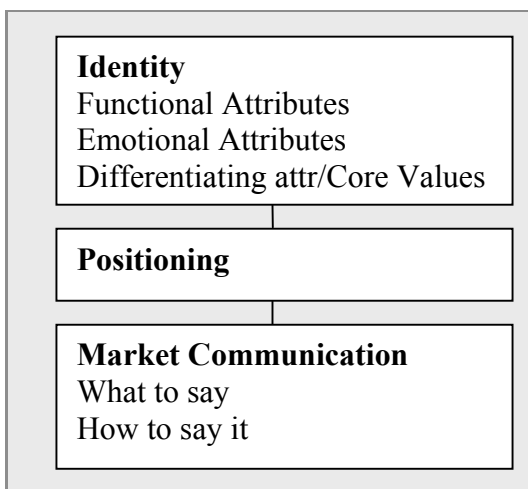 Identity
Functional Attributes
Emotional Attributes
Differentiating attr/Core Values
Positioning
Market Communication
What to say
How to say it